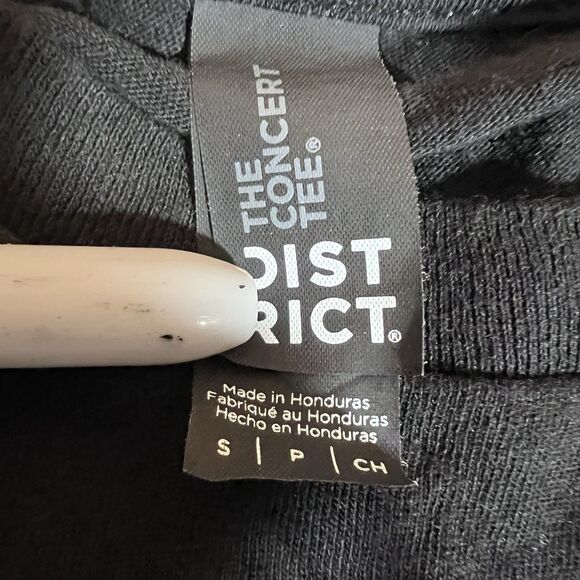 THE
CONCERT
TEE®
DIST
RICT®
Made in Honduras
Fabriqué au Honduras
Hecho en Honduras
S | P | CH